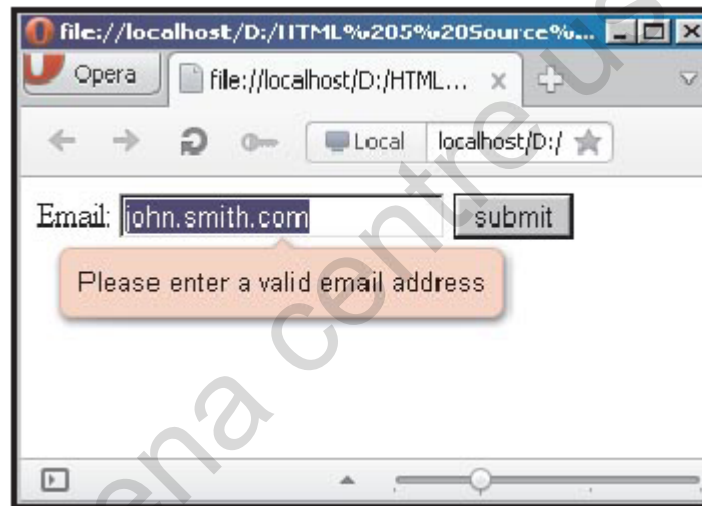 file://localhost/D:/HTML%205%20Source%...
Opera
file://localhost/D:/HTML...
Local localhost/D:/
Email: john.smith.com submit
Please enter a valid email address